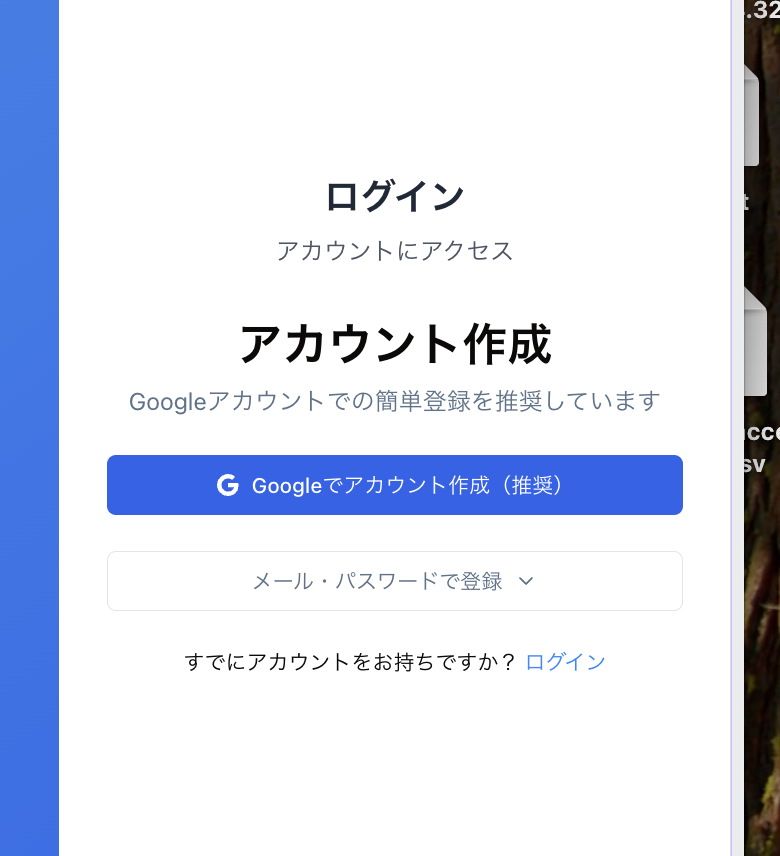 .32
ログイン
アカウントにアクセス
アカウント作成
Googleアカウントでの簡単登録を推奨しています
Googleでアカウント作成（推奨）
メール・パスワードで登録
すでにアカウントをお持ちですか？ ログイン
t
ucce
sv